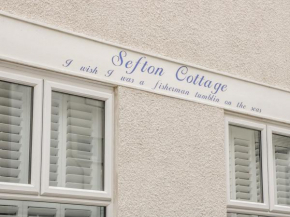 Sefton Cottage
I wish I was a fisherman tumblin on the seas